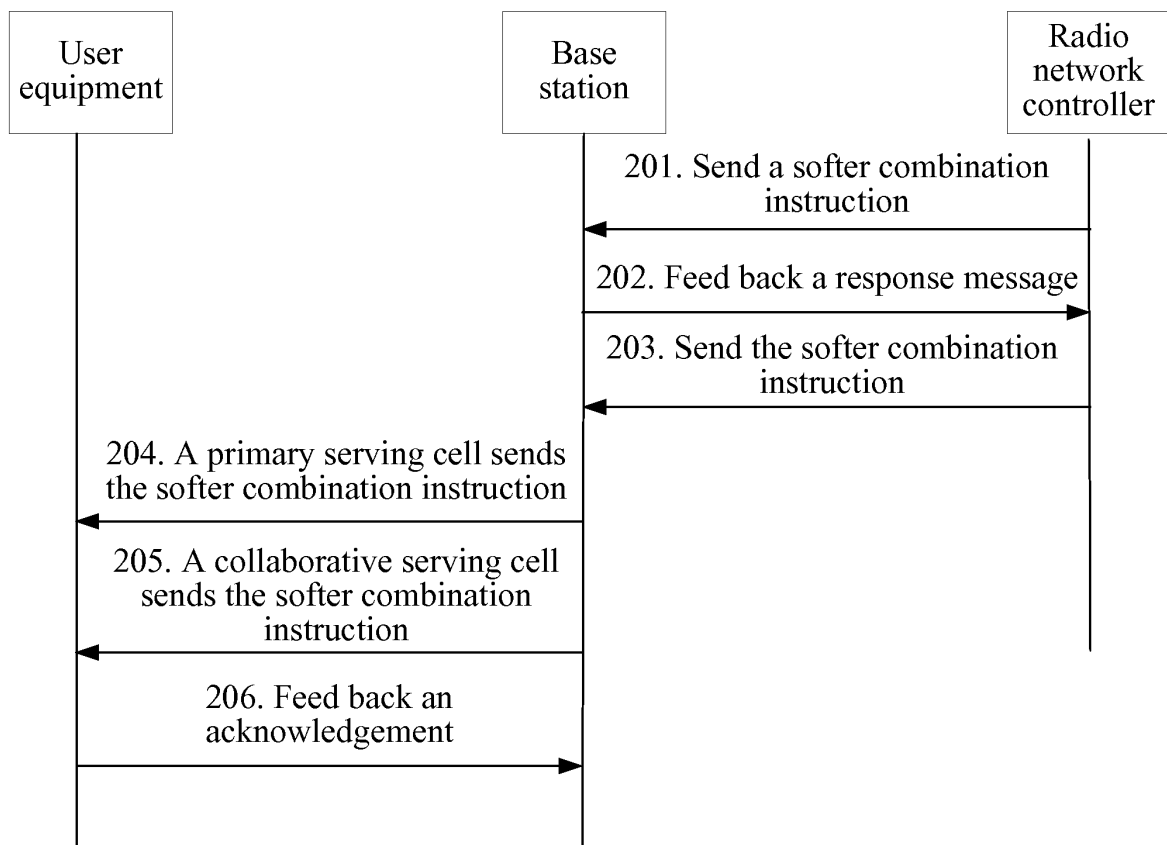 User
equipment
Base
station
Radio
network
controller
201. Send a softer combination
instruction
202. Feed back a response message
203. Send the softer combination
instruction
204. A primary serving cell sends
the softer combination instruction
205. A collaborative serving cell
sends the softer combination
instruction
206. Feed back an
acknowledgement